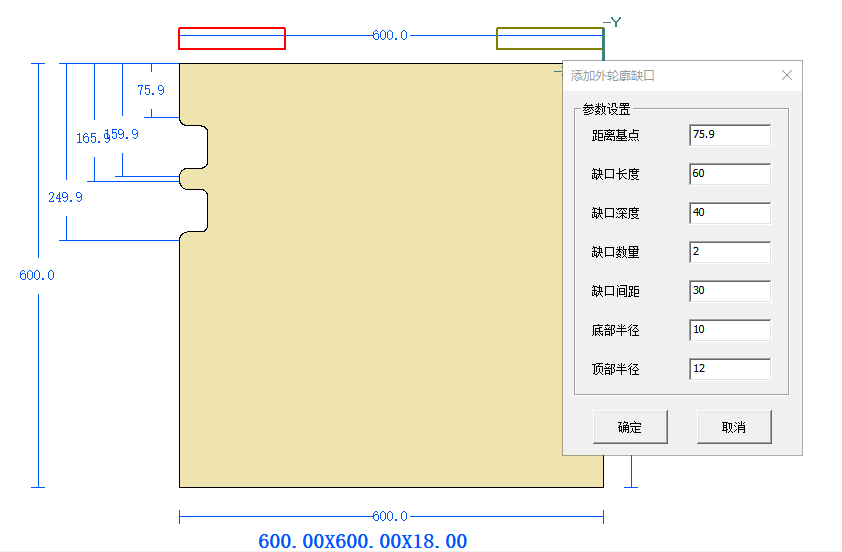 -Y
600.0
添加外轮廓缺口
参数设置
75.9
距离基点
75.9
165.9
159.9
缺口长度
60
249.9
缺口深度
40
缺口数量
2
600.0
缺口间距
30
底部半径
10
顶部半径
12
确定
取消
600.0
600.00X600.00X18.00